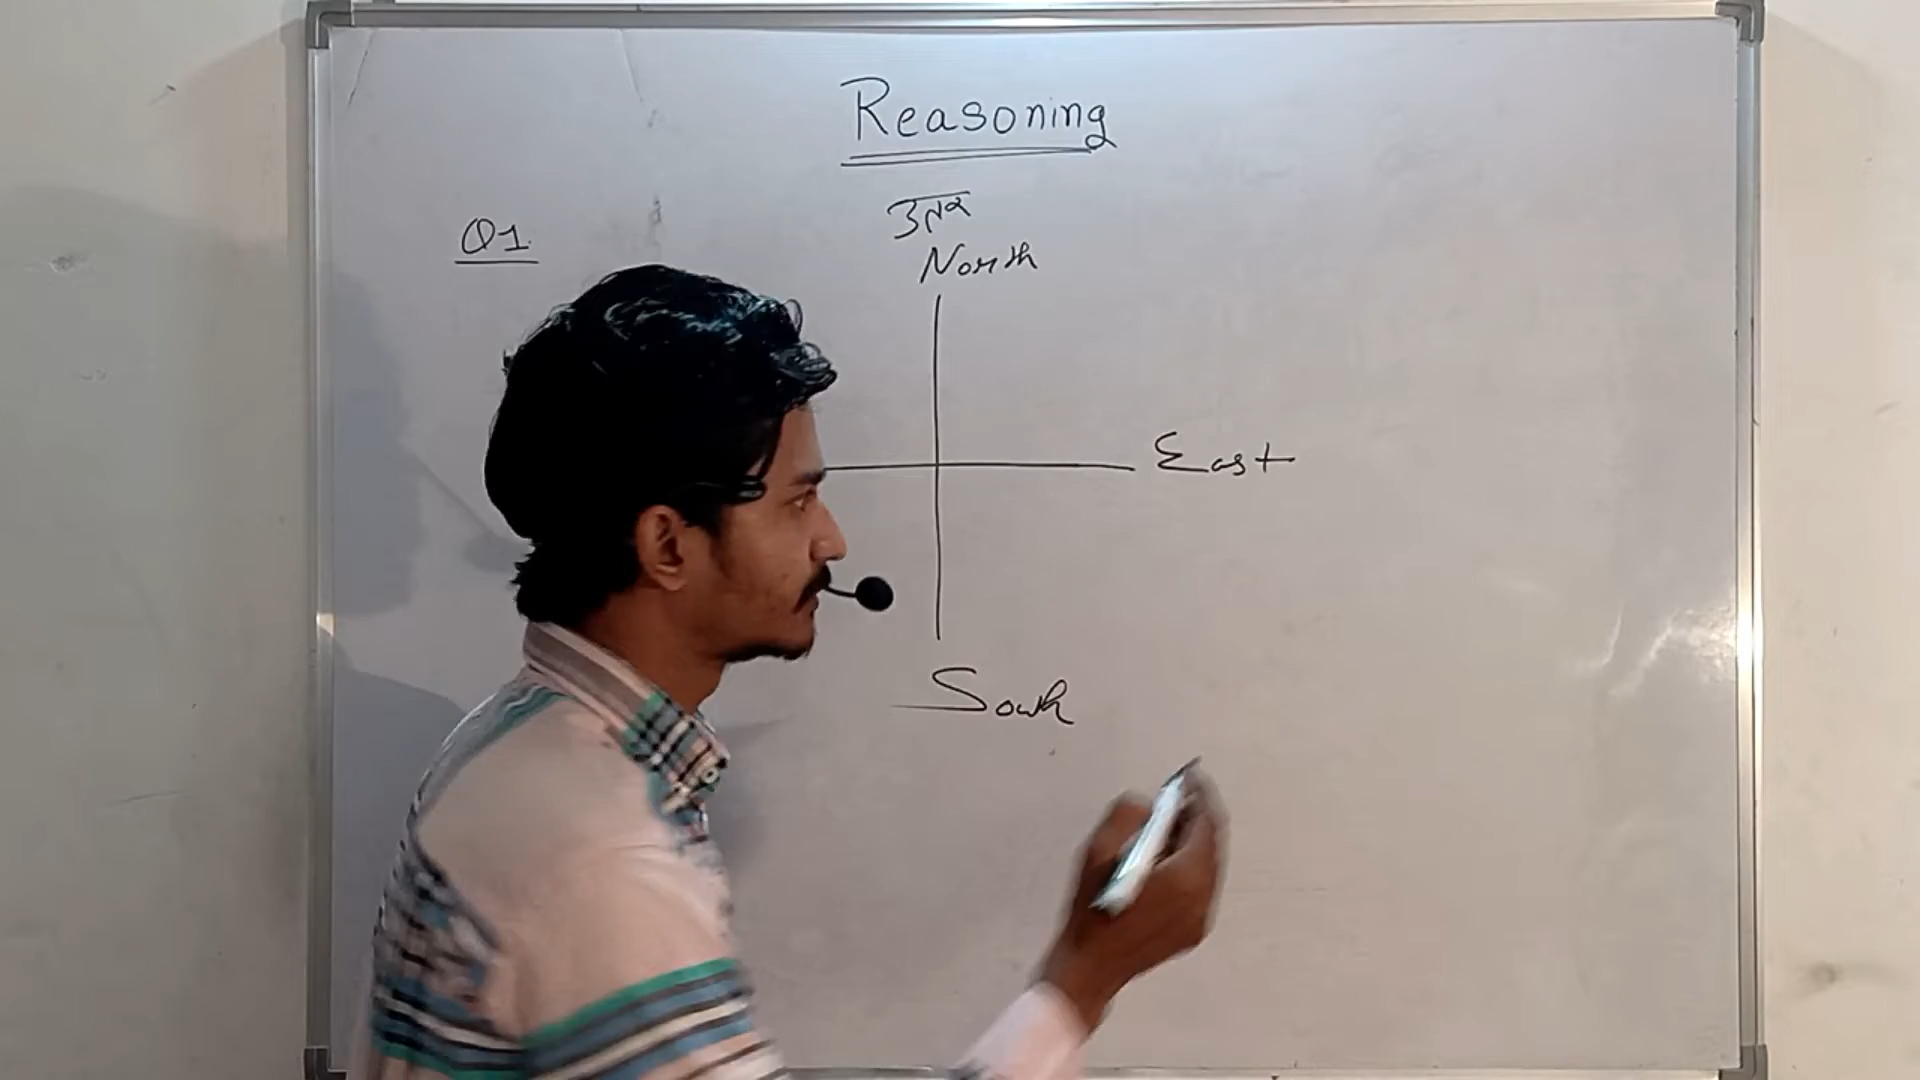 Reasoning
Q1.
उत्तर
North
East
South